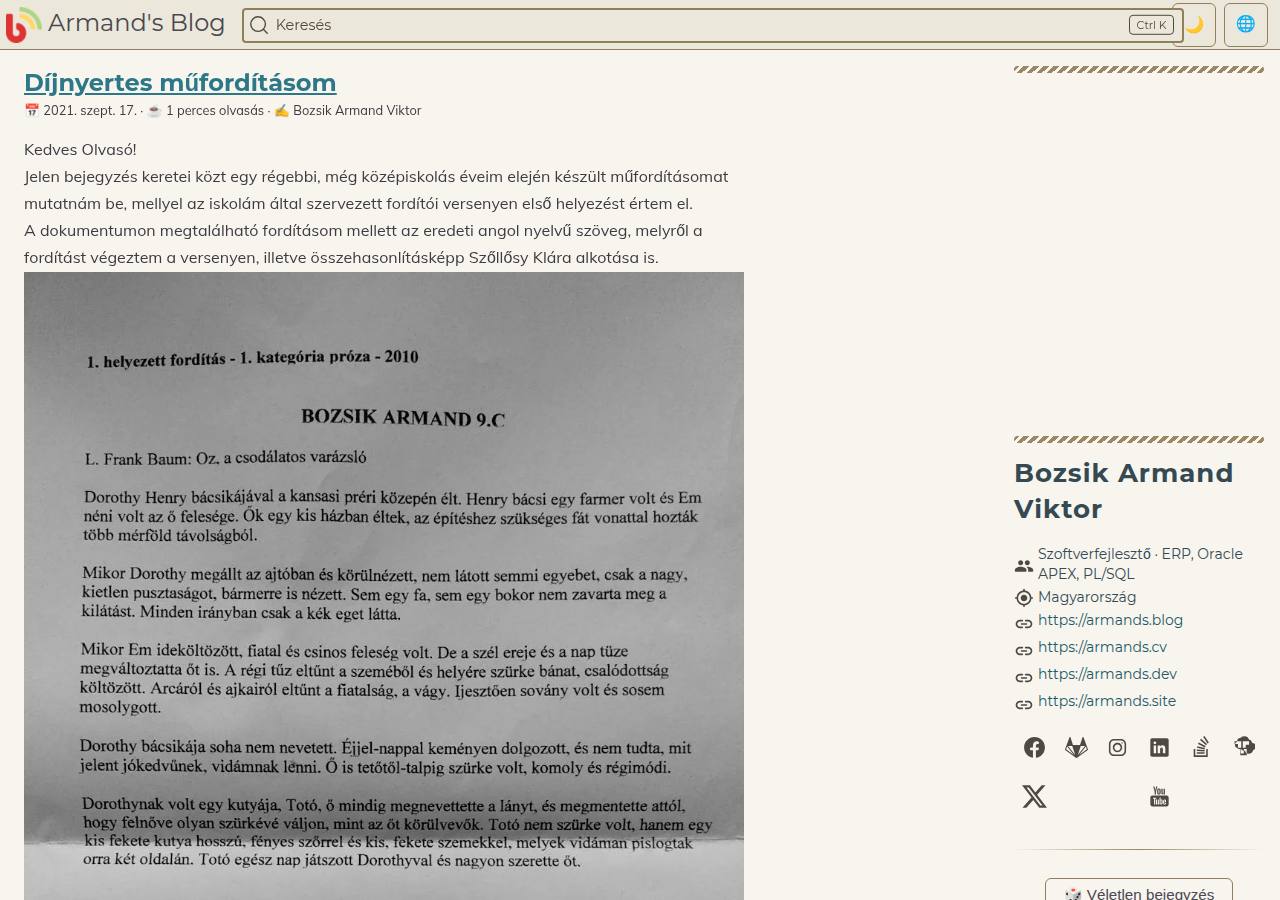 Armand's Blog
Keresés
Ctrl K
Díjnyertes műfordításom
2021. szept. 17. · 1 perces olvasás · Bozsik Armand Viktor
Kedves Olvasó!
Jelen bejegyzés keretei közt egy régebbi, még középiskolás éveim elején készült műfordításomat
mutatnám be, mellyel az iskolám által szervezett fordítói versenyen első helyezést értem el.
A dokumentumon megtalálható fordításom mellett az eredeti angol nyelvű szöveg, melyről a
fordítást végeztem a versenyen, illetve összehasonlításképp Szőllősy Klára alkotása is.
1. helyezett fordítás - 1. kategória próza - 2010
BOZSIK ARMAND 9.C
L. Frank Baum: Oz, a csodálatos varázsló
Dorothy Henry bácsikájával a kansasi préri közepén élt. Henry bácsi egy farmer volt és Em
néni volt az ő felesége. Ők egy kis házban éltek, az építéshez szükséges fát vonattal hozták
több mérföld távolságból.
Mikor Dorothy megállt az ajtóban és körülnézett, nem látott semmi egyebet, csak a nagy,
kietlen pusztaságot, bármerre is nézett. Sem egy fa, sem egy bokor nem zavarta meg a
kilátást. Minden irányban csak a kék eget látta.
Mikor Em ideköltözött, fiatal és csinos feleség volt. De a szél ereje és a nap tüze
megváltoztatta őt is. A régi tűz eltűnt a szeméből és helyére szürke bánat, csalódottság
költözött. Arcáról és ajkairól eltűnt a fiatalság, a vágy. Ijesztően sovány volt és sosem
mosolygott.
Dorothy bácsikája soha nem nevetett. Éjjel-nappal keményen dolgozott, és nem tudta, mit
jelent jókedvűnek, vidámnak lenni. Ő is tetőtől-talpig szürke volt, komoly és régimódi.
Dorothynak volt egy kutyája, Totó, ő mindig megnevettette a lányt, és megmentette attól,
hogy felnőve olyan szürkévé váljon, mint az őt körülvevők. Totó nem szürke volt, hanem egy
kis fekete kutya hosszú, fényes szőrrel és kis, fekete szemekkel, melyek vidáman pislogtak
orra két oldalán. Totó egész nap játszott Dorothyval és nagyon szerette őt.
Bozsik Armand
Viktor
Szoftverfejlesztő · ERP, Oracle
APEX, PL/SQL
Magyarország
https://armands.blog
https://armands.cv
https://armands.dev
https://armands.site
You
Tube
Véletlen bejegyzés